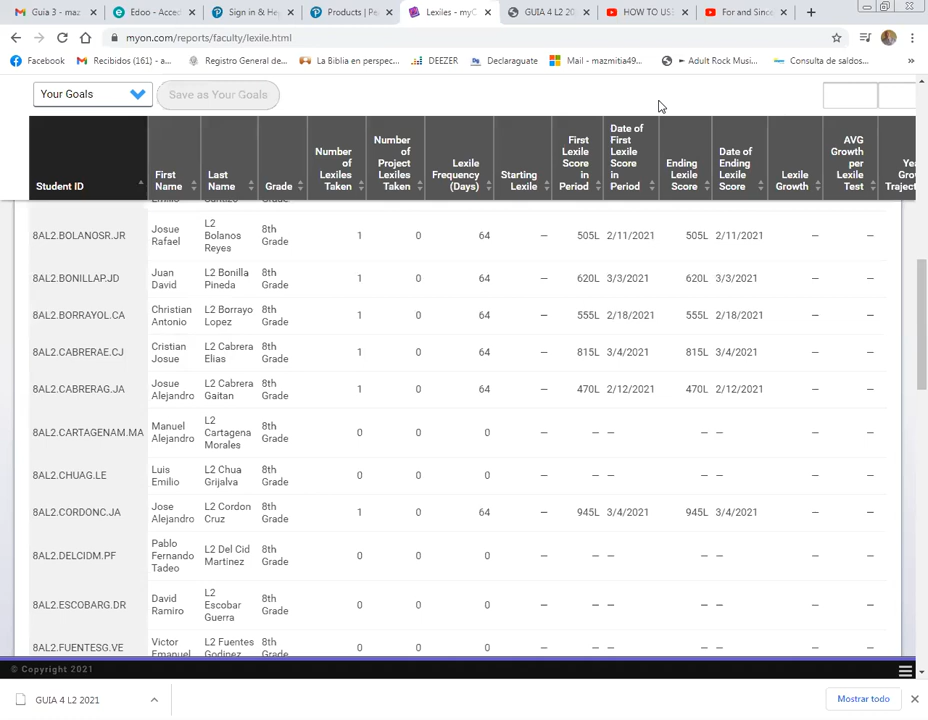 Guia 3 - maz
Edoo - Acced
Sign in & He
Products | Pe
Lexiles - myO
GUIA 4 L2 20
HOW TO USE
For and Since
myon.com/reports/faculty/lexile.html
Facebook
Recibidos (161) - a...
Registro General de...
La Biblia en perspec...
DEEZER
Declaraguate
Mail - mazmitia49...
► Adult Rock Musi...
Consulta de saldos...
»
Your Goals
Save as Your Goals
Student ID First Name Last Name Grade Number of Lexiles Taken Number of Project Lexiles Taken Lexile Frequency (Days) Starting Lexile First Lexile Score in Period Date of First Lexile Score in Period Ending Lexile Score Date of Ending Lexile Score Lexile Growth AVG Growth per Lexile Test
8AL2.BOLANOSR.JR Josue Rafael L2 Bolanos Reyes 8th Grade 1 0 64 — 505L 2/11/2021 505L 2/11/2021 — —
8AL2.BONILLAP.JD Juan David L2 Bonilla Pineda 8th Grade 1 0 64 — 620L 3/3/2021 620L 3/3/2021 — —
8AL2.BORRAYOL.CA Christian Antonio L2 Borrayo Lopez 8th Grade 1 0 64 — 555L 2/18/2021 555L 2/18/2021 — —
8AL2.CABRERAE.CJ Cristian Josue L2 Cabrera Elias 8th Grade 1 0 64 — 815L 3/4/2021 815L 3/4/2021 — —
8AL2.CABRERAG.JA Josue Alejandro L2 Cabrera Gaitan 8th Grade 1 0 64 — 470L 2/12/2021 470L 2/12/2021 — —
8AL2.CARTAGENAM.MA Manuel Alejandro L2 Cartagena Morales 8th Grade 0 0 0 — — — — — — —
8AL2.CHUAG.LE Luis Emilio L2 Chua Grijalva 8th Grade 0 0 0 — — — — — — —
8AL2.CORDONC.JA Jose Alejandro L2 Cordon Cruz 8th Grade 1 0 64 — 945L 3/4/2021 945L 3/4/2021 — —
8AL2.DELCIDM.PF Pablo Fernando Tadeo L2 Del Cid Martinez 8th Grade 0 0 0 — — — — — — —
8AL2.ESCOBARG.DR David Ramiro L2 Escobar Guerra 8th Grade 0 0 0 — — — — — — —
8AL2.FUENTESG.VE Victor Emanuel L2 Fuentes Godinez 8th Grade 0 0 0 — — — — — — —
© Copyright 2021
GUIA 4 L2 2021
Mostrar todo